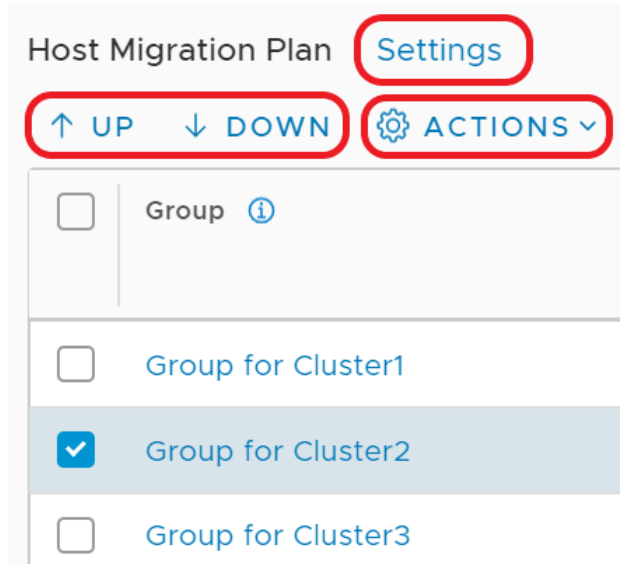 Host Migration Plan Settings
↑ UP ↓ DOWN ACTIONS
Group
Group for Cluster1
Group for Cluster2
Group for Cluster3